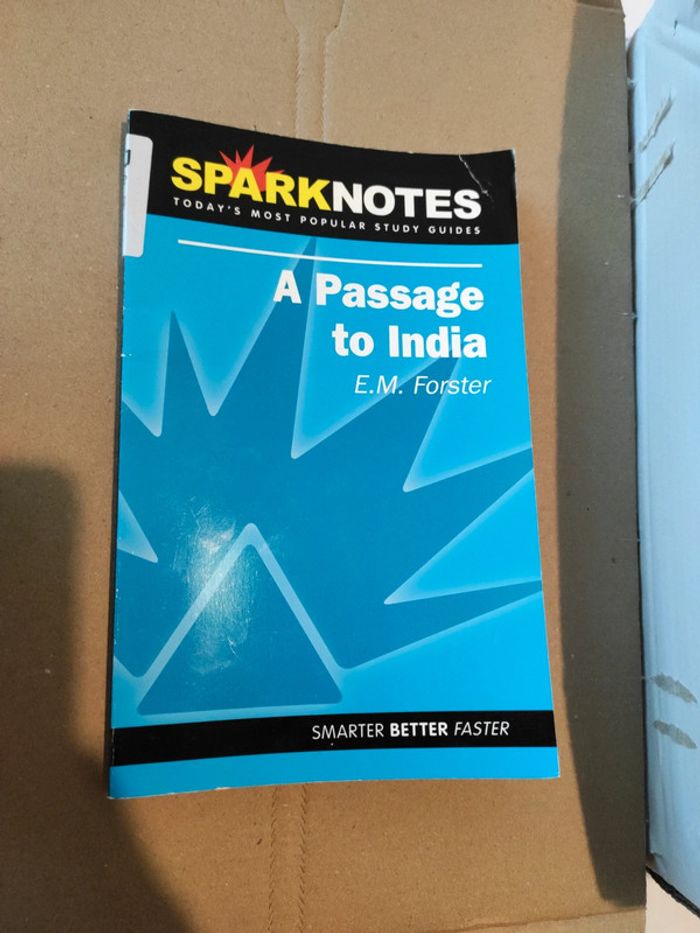 SPARKNOTES
TODAY'S MOST POPULAR STUDY GUIDES
A Passage
to India
E.M. Forster
SMARTER BETTER FASTER